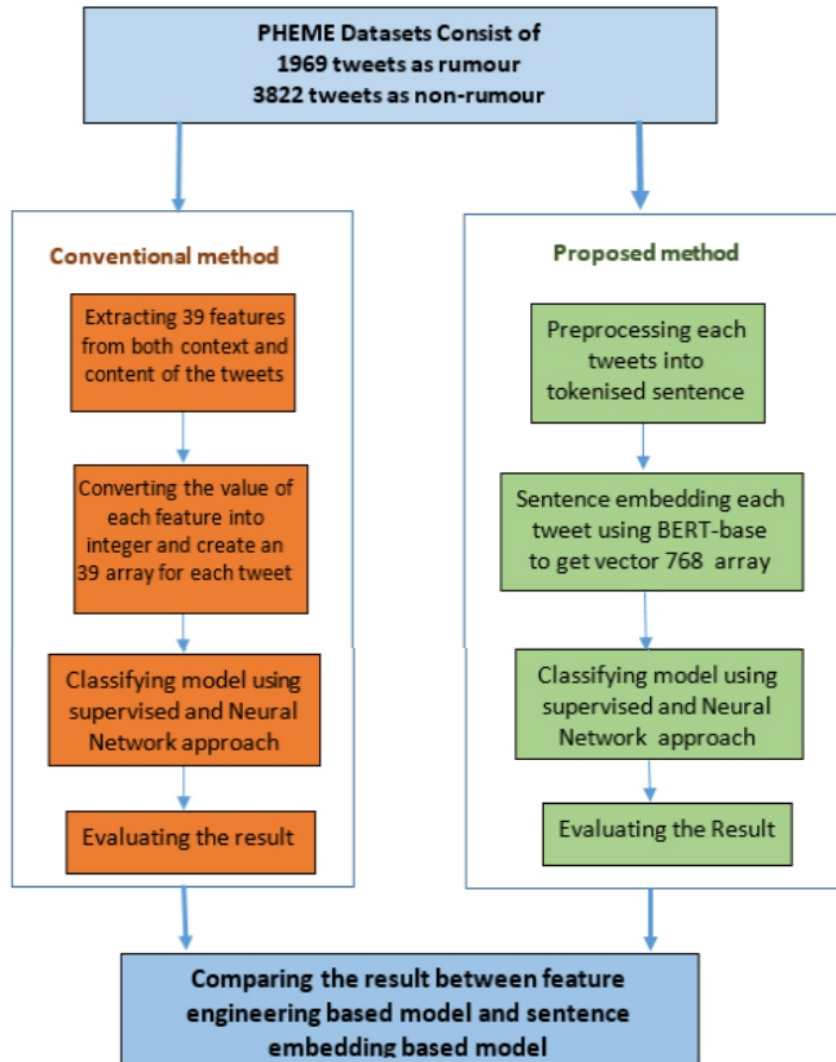 PHEME Datasets Consist of
1969 tweets as rumour
3822 tweets as non-rumour
Conventional method
Extracting 39 features
from both context and
content of the tweets
Converting the value of
each feature into
integer and create an
39 array for each tweet
Classifying model using
supervised and Neural
Network approach
Evaluating the result
Proposed method
Preprocessing each
tweets into
tokenised sentence
Sentence embedding each
tweet using BERT-base
to get vector 768 array
Classifying model using
supervised and Neural
Network approach
Evaluating the Result
Comparing the result between feature
engineering based model and sentence
embedding based model